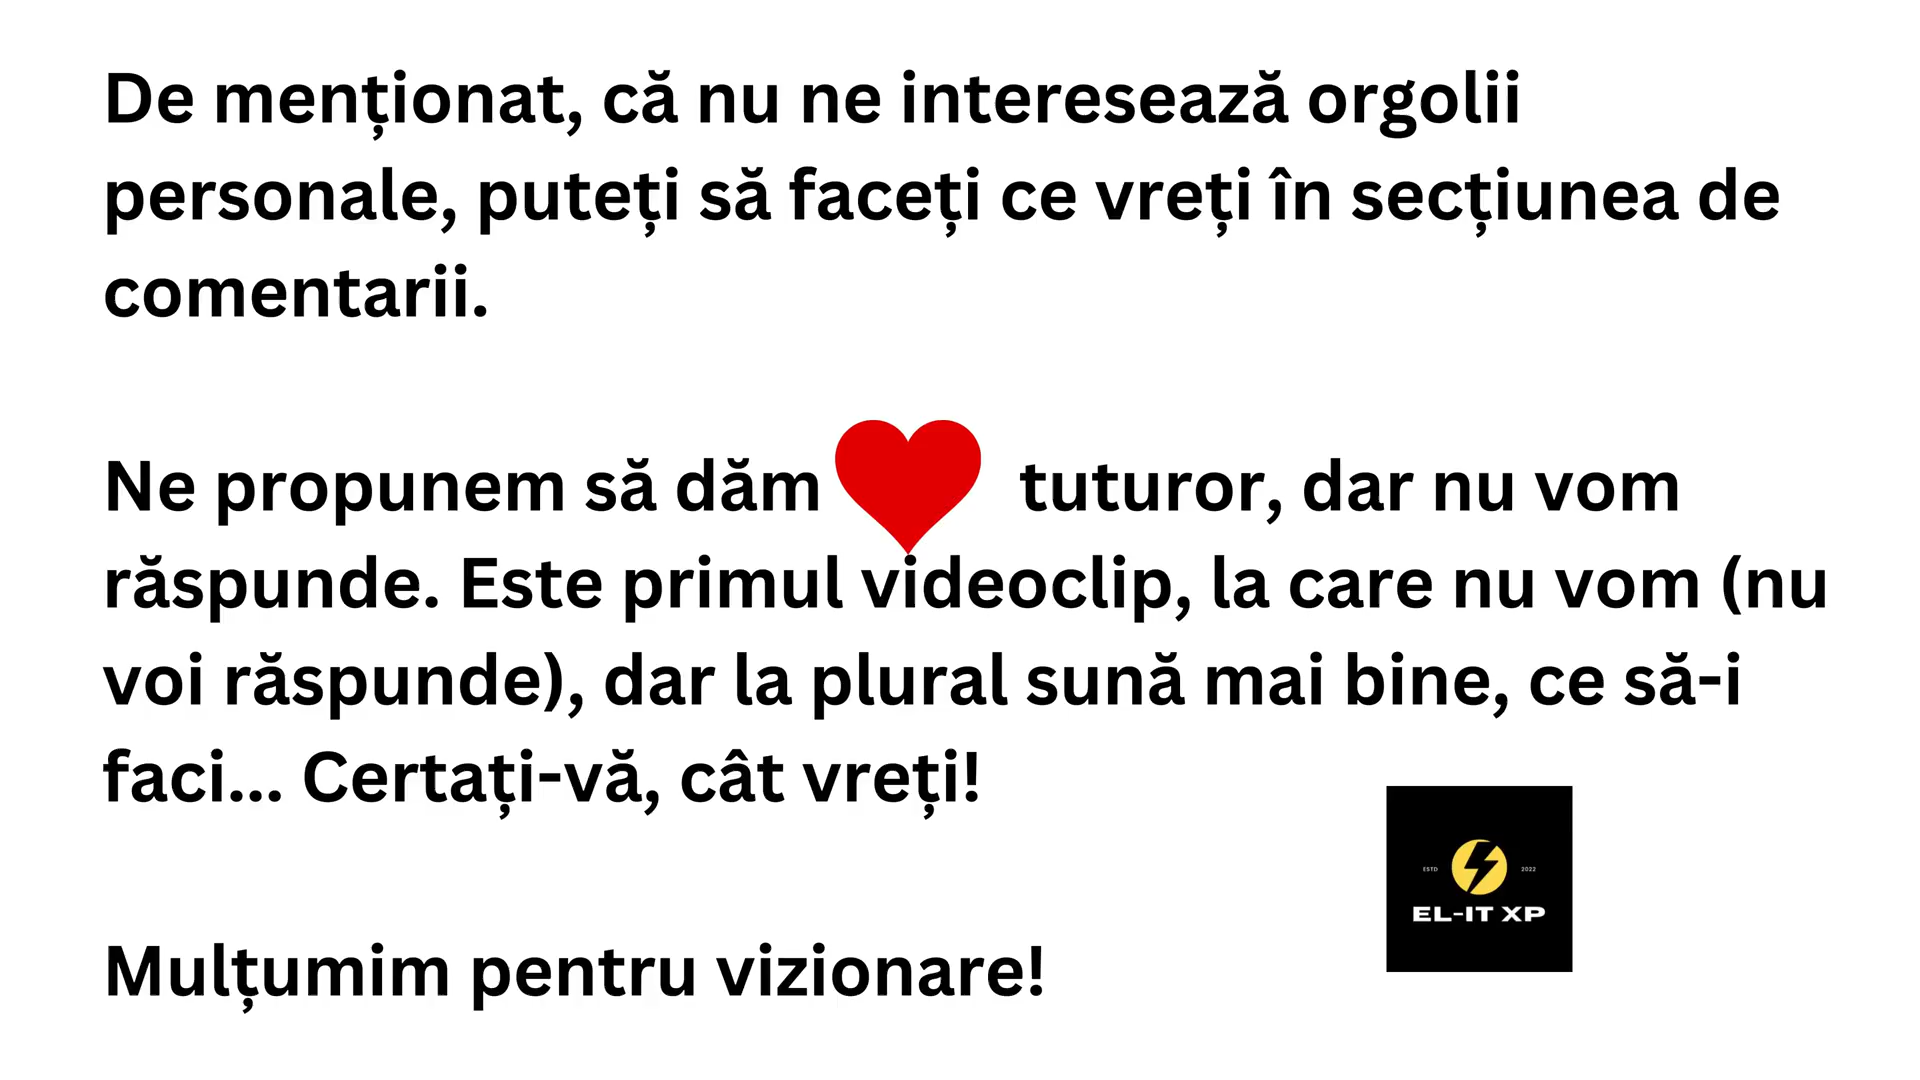 De menționat, că nu ne interesează orgolii
personale, puteți să faceți ce vreți în secțiunea de
comentarii.
Ne propunem să dăm tuturor, dar nu vom
răspunde. Este primul videoclip, la care nu vom (nu
voi răspunde), dar la plural sună mai bine, ce să-i
faci... Certați-vă, cât vreți!
ESTD 2022
EL-IT XP
Mulțumim pentru vizionare!